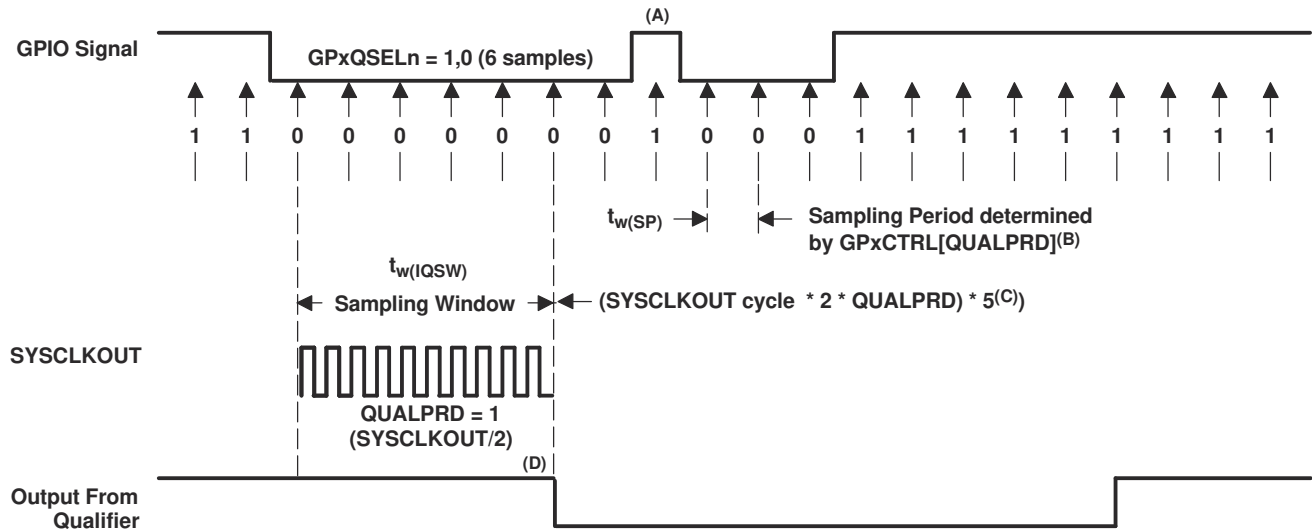 (A)
GPIO Signal
GPxQSELn = 1,0 (6 samples)
1 1 0 0 0 0 0 0 0 1 0 0 0 1 1 1 1 1 1 1 1 1
tw(SP)
Sampling Period determined
by GPxCTRL[QUALPRD](B)
tw(IQSW)
Sampling Window
(SYSCLKOUT cycle * 2 * QUALPRD) * 5(C))
SYSCLKOUT
QUALPRD = 1
(SYSCLKOUT/2)
(D)
Output From
Qualifier